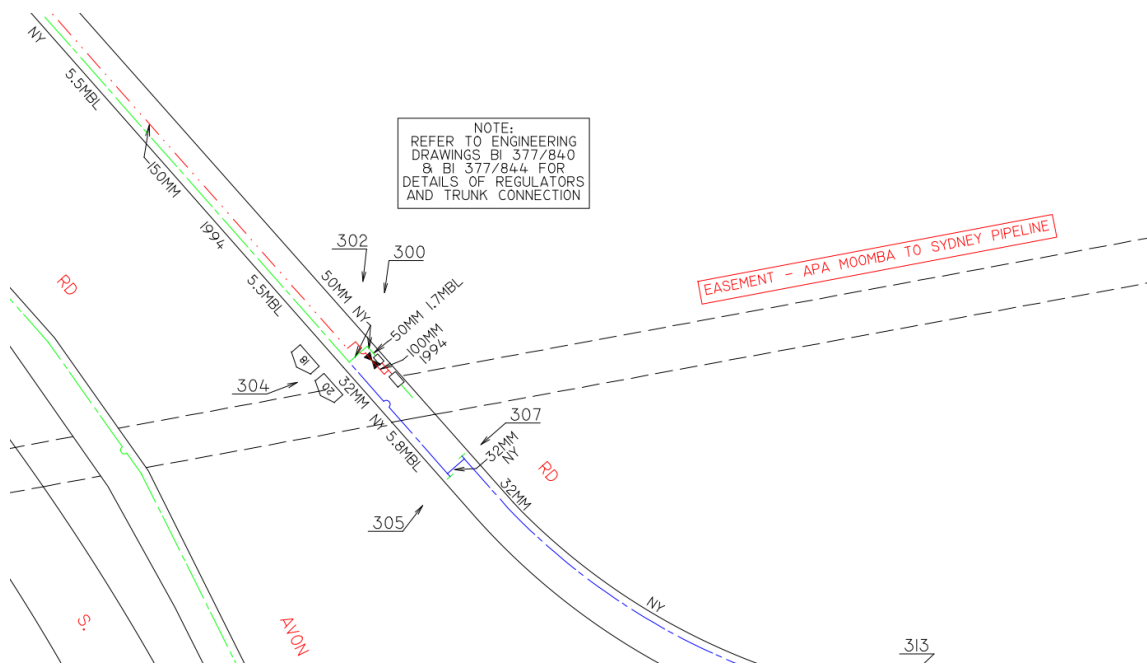 NY
5.5MBL
NOTE:
REFER TO ENGINEERING
DRAWINGS BI 377/840
& BI 377/844 FOR
DETAILS OF REGULATORS
AND TRUNK CONNECTION
150MM
1994
EASEMENT - APA MOOMBA TO SYDNEY PIPELINE
302
300
RD
50MM NY
5.5MBL
50MM 1.7MBL
100MM
1994
18
20
304
32MM NY 5.8MBL
307
32MM
NY
RD
32MM
305
NY
S.
AVON
313